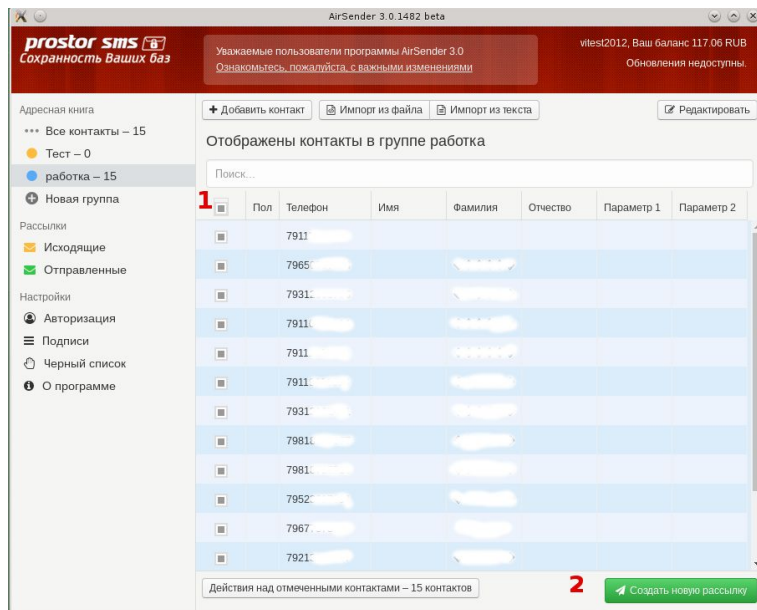 AirSender 3.0.1482 beta
prostor sms
Сохранность Ваших баз
Уважаемые пользователи программы AirSender 3.0
Ознакомьтесь, пожалуйста, с важными изменениями
vitest2012, Ваш баланс 117.06 RUB
Обновления недоступны.
Адресная книга
Все контакты – 15
Тест – 0
работка – 15
Новая группа
Рассылки
Исходящие
Отправленные
Настройки
Авторизация
Подписи
Черный список
О программе
Добавить контакт
Импорт из файла
Импорт из текста
Редактировать
Отображены контакты в группе работка
Поиск...
1
Пол Телефон Имя Фамилия Отчество Параметр 1 Параметр 2
7911
7965
7931
7911
7911
7911
7931
7981
7981
7952
7967
7921
Действия над отмеченными контактами – 15 контактов
2
Создать новую рассылку